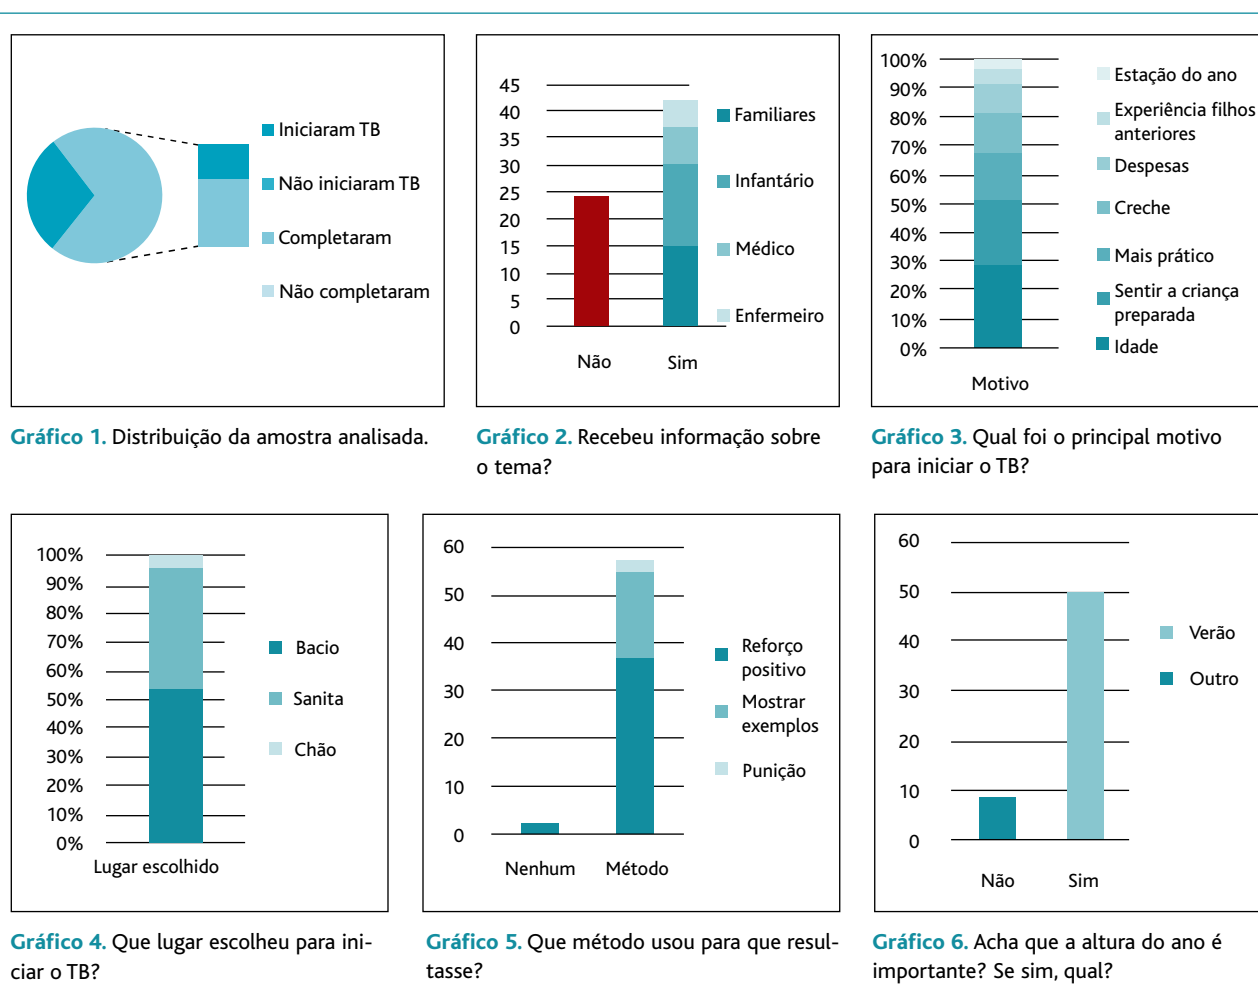 Iniciaram TB
Não iniciaram TB
Completaram
Não completaram
Gráfico 1. Distribuição da amostra analisada.
45
40
35
30
25
20
15
10
5
0
Não
Sim
Familiares
Infantário
Médico
Enfermeiro
Gráfico 2. Recebeu informação sobre
o tema?
100%
90%
80%
70%
60%
50%
40%
30%
20%
10%
0%
Motivo
Estação do ano
Experiência filhos
anteriores
Despesas
Creche
Mais prático
Sentir a criança
preparada
Idade
Gráfico 3. Qual foi o principal motivo
para iniciar o TB?
100%
90%
80%
70%
60%
50%
40%
30%
20%
10%
0%
Lugar escolhido
Bacio
Sanita
Chão
Gráfico 4. Que lugar escolheu para ini-
ciar o TB?
60
50
40
30
20
10
0
Nenhum
Método
Reforço
positivo
Mostrar
exemplos
Punição
Gráfico 5. Que método usou para que resul-
tasse?
60
50
40
30
20
10
0
Não
Sim
Verão
Outro
Gráfico 6. Acha que a altura do ano é
importante? Se sim, qual?